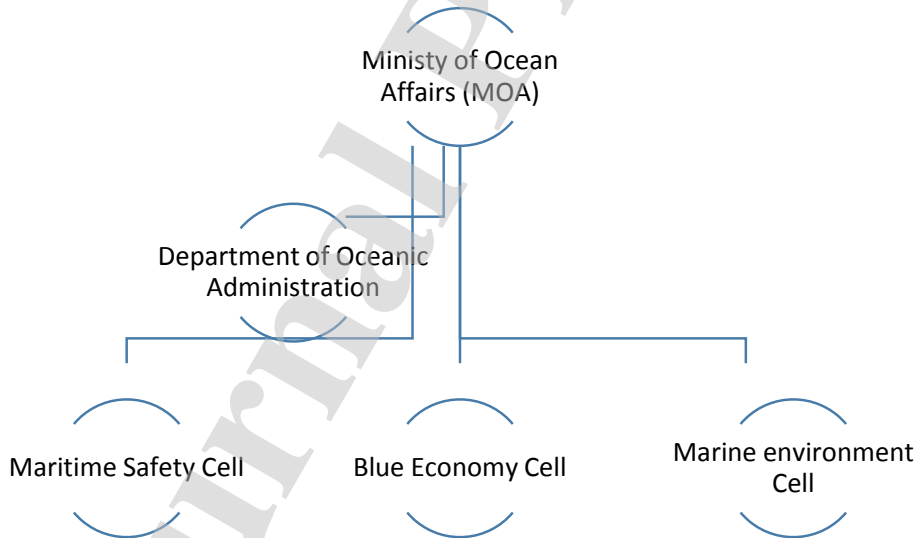 Ministy of Ocean
Affairs (MOA)
Department of Oceanic
Administration
Maritime Safety Cell
Blue Economy Cell
Marine environment
Cell